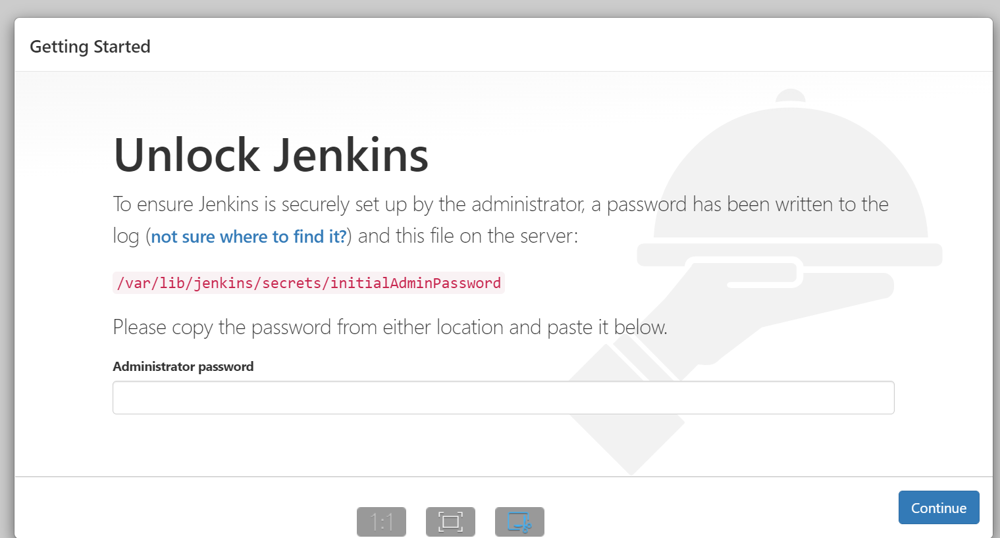 Getting Started
Unlock Jenkins
To ensure Jenkins is securely set up by the administrator, a password has been written to the
log (not sure where to find it?) and this file on the server:
/var/lib/jenkins/secrets/initialAdminPassword
Please copy the password from either location and paste it below.
Administrator password
Continue
1:1